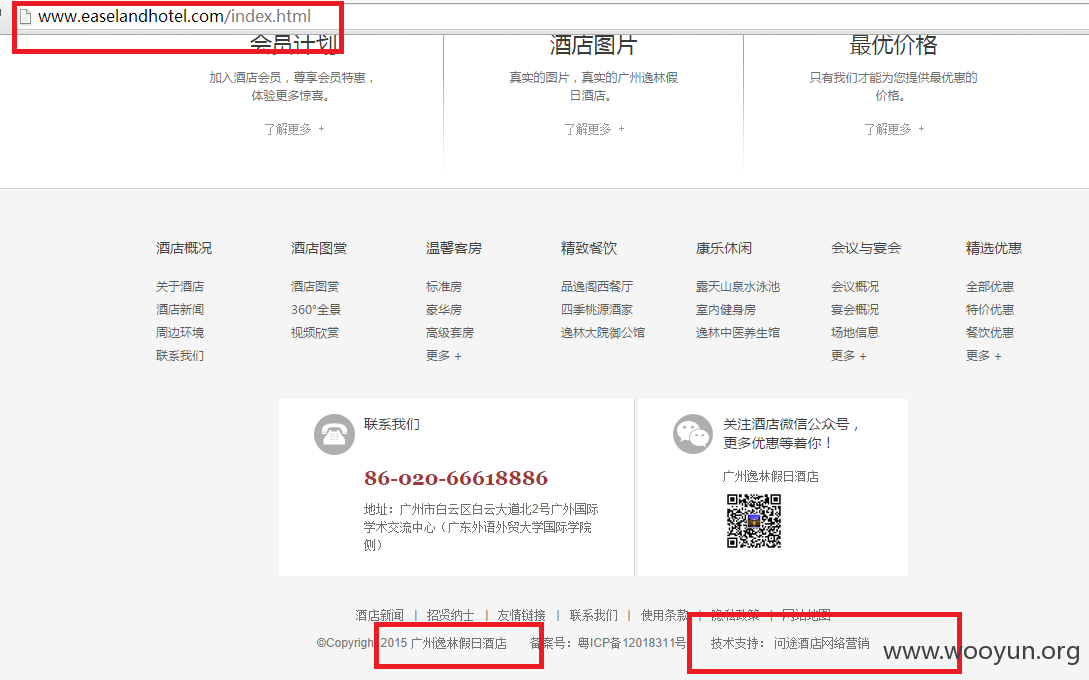 www.easelandhotel.com/index.html
会员计划 酒店图片 最优价格
加入酒店会员，尊享会员特惠， 真实的图片，真实的广州逸林假 只有我们才能为您提供最优惠的
体验更多惊喜。 日酒店。 价格。
了解更多 + 了解更多 + 了解更多 +
酒店概况 酒店图赏 温馨客房 精致餐饮 康乐休闲 会议与宴会 精选优惠
关于酒店 酒店图赏 标准房 品逸阁西餐厅 露天山泉水泳池 会议概况 全部优惠
酒店新闻 360°全景 豪华房 四季桃源酒家 室内健身房 宴会概况 特价优惠
周边环境 视频欣赏 高级套房 逸林大院御公馆 逸林中医养生馆 场地信息 餐饮优惠
联系我们 更多 + 更多 + 更多 +
联系我们
86-020-66618886
地址：广州市白云区白云大道北2号广外国际
学术交流中心（广东外语外贸大学国际学院
侧）
关注酒店微信公众号，
更多优惠等着你！
广州逸林假日酒店
酒店新闻 | 招贤纳士 | 友情链接 | 联系我们 | 使用条款 | 隐私政策 | 网站地图
©Copyright 2015 广州逸林假日酒店 备案号：粤ICP备12018311号 技术支持： 问途酒店网络营销
www.wooyun.org